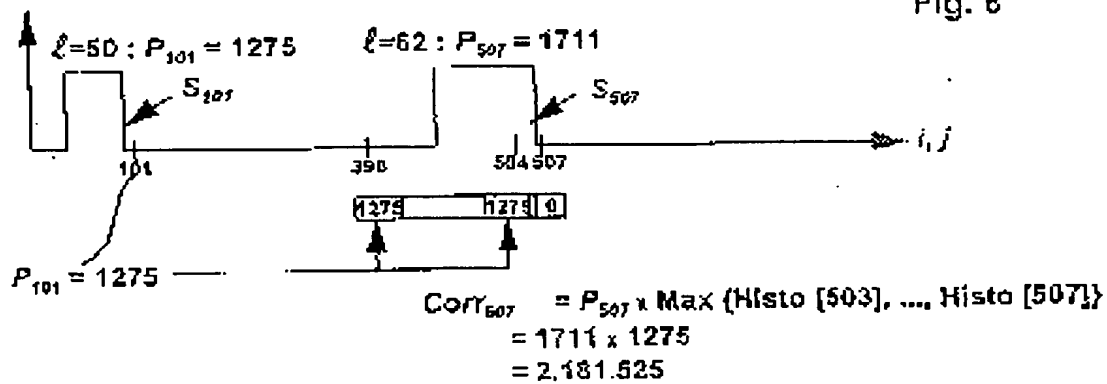 Fig. 6
ℓ=50 : P₁₀₁ = 1275
ℓ=62 : P₅₀₇ = 1711
S₁₀₁
S₅₀₇
i, j
101
390
504 507
1275
1275
0
P₁₀₁ = 1275
Corr₅₀₇ = P₅₀₇ x Max {Histo [503], ..., Histo [507]}
= 1711 x 1275
= 2,181.525